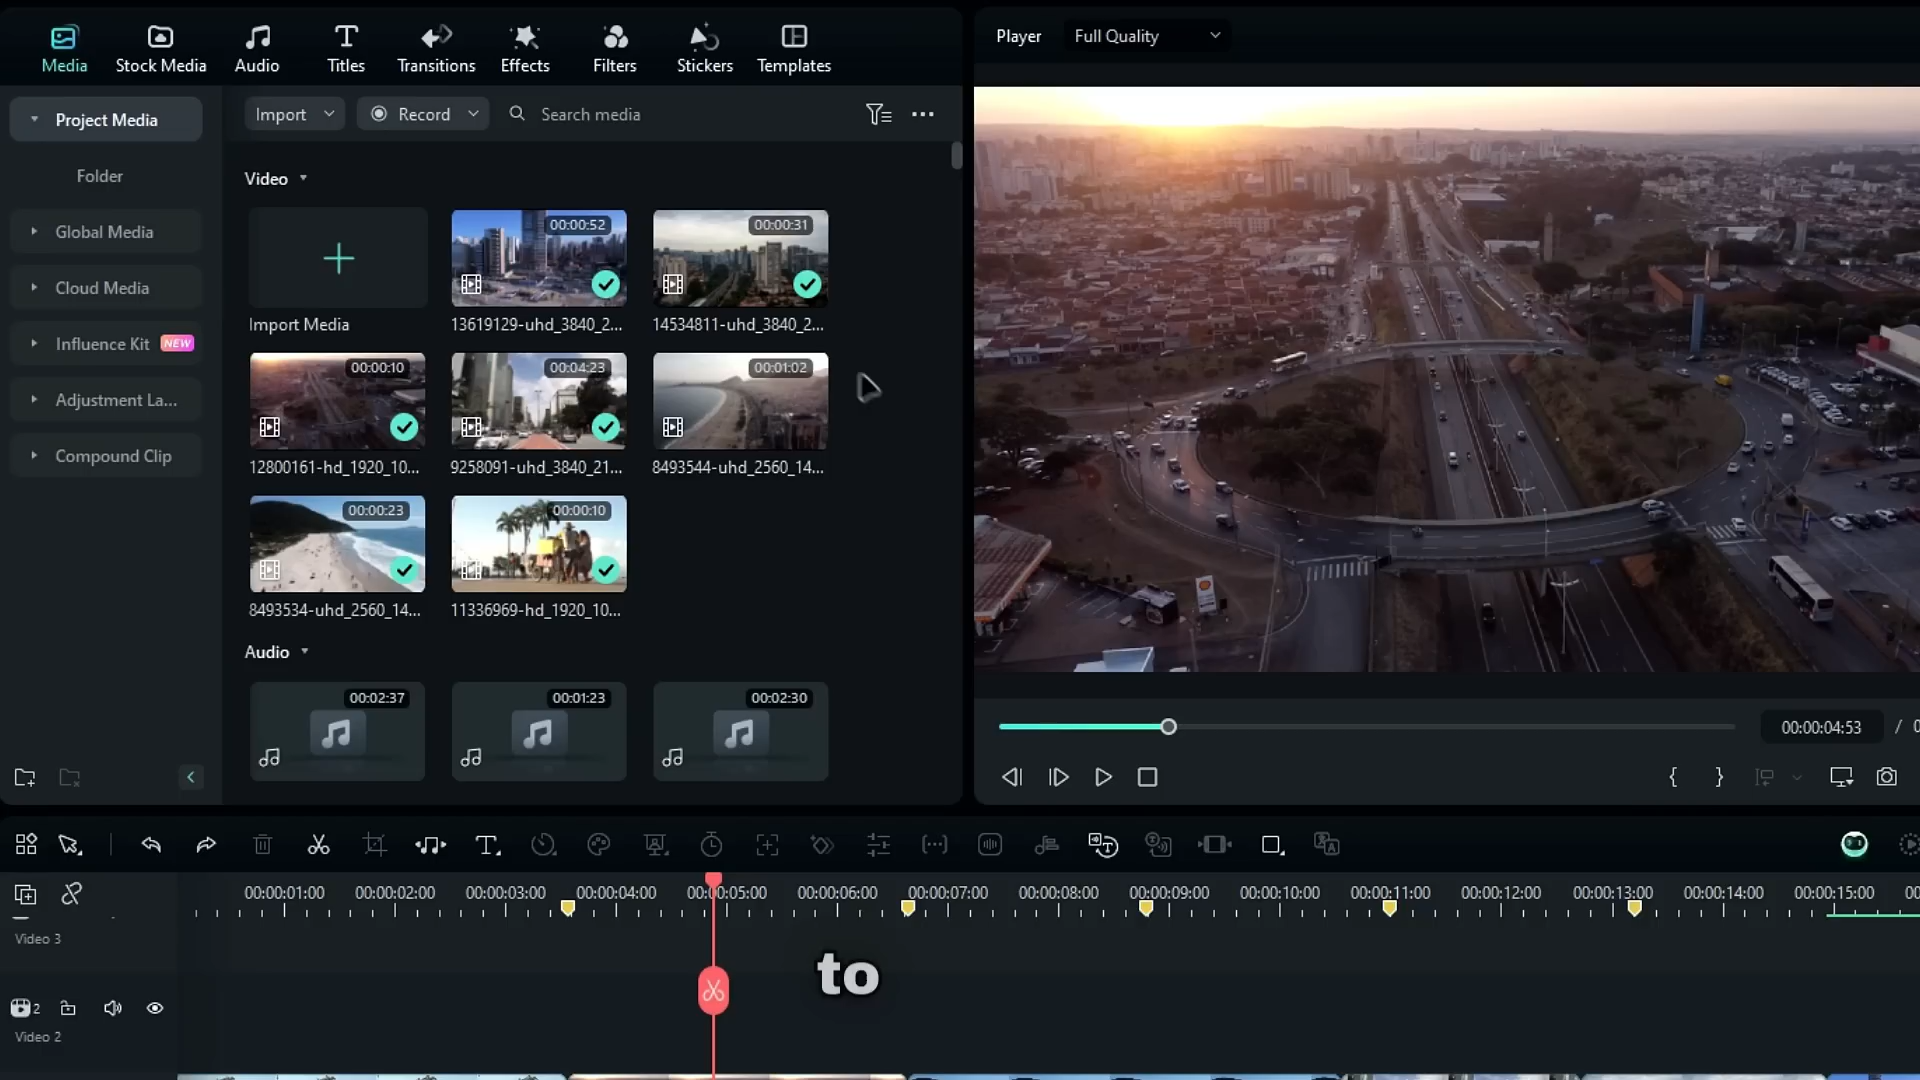 Media
Stock Media
Audio
Titles
Transitions
Effects
Filters
Stickers
Templates
Player
Full Quality
Project Media
Folder
Global Media
Cloud Media
Influence Kit NEW
Adjustment La...
Compound Clip
Import
Record
Search media
Video
00:00:52
00:00:31
Import Media
13619129-uhd_3840_2...
14534811-uhd_3840_2...
00:00:10
00:04:23
00:01:02
12800161-hd_1920_10...
9258091-uhd_3840_21...
8493544-uhd_2560_14...
00:00:23
00:00:10
8493534-uhd_2560_14...
11336969-hd_1920_10...
Audio
00:02:37
00:01:23
00:02:30
00:00:04:53 / 0
00:00:01:00 00:00:02:00 00:00:03:00 00:00:04:00 00:00:05:00 00:00:06:00 00:00:07:00 00:00:08:00 00:00:09:00 00:00:10:00 00:00:11:00 00:00:12:00 00:00:13:00 00:00:14:00 00:00:15:00 00
Video 3
to
2
Video 2